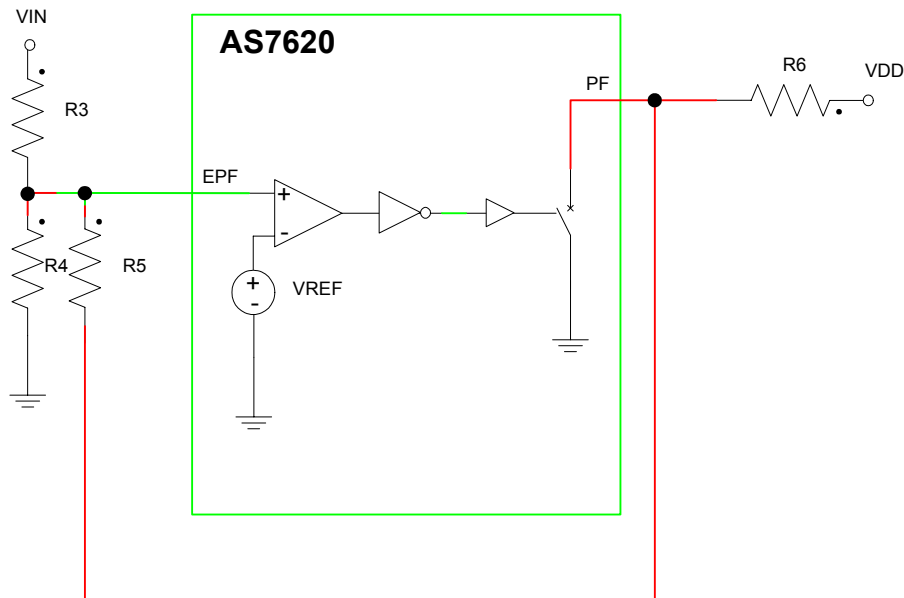 VIN
AS7620
R6
VDD
PF
R3
EPF
+
-
R4
R5
+
-
VREF